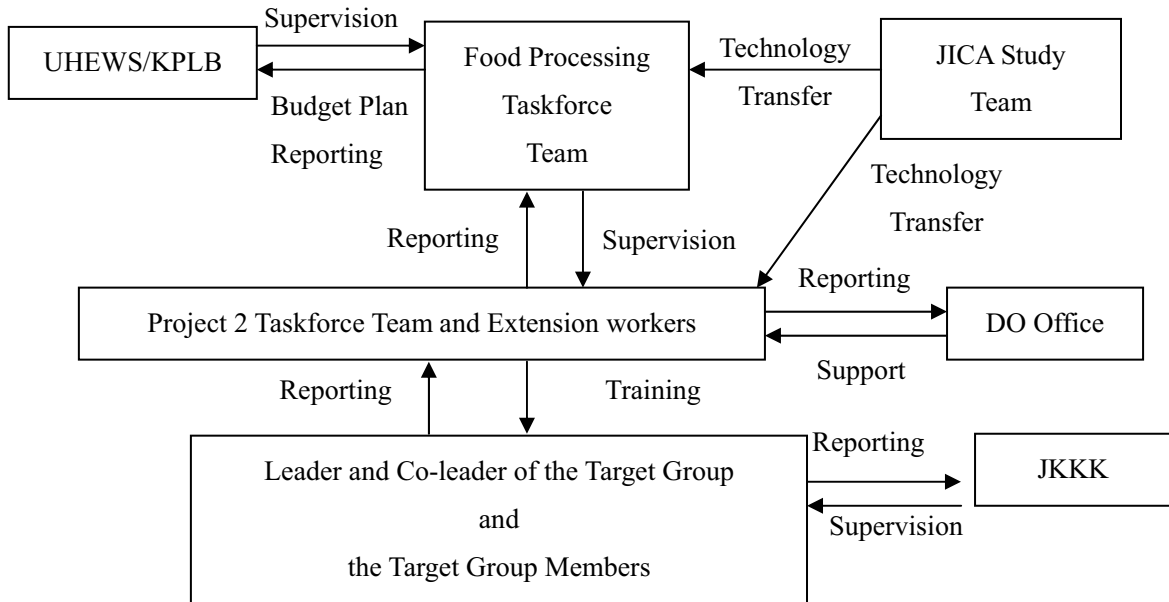 Supervision
UHEWS/KPLB
Budget Plan
Reporting
Food Processing
Taskforce
Team
Technology
Transfer
JICA Study
Team
Technology
Transfer
Reporting
Supervision
Project 2 Taskforce Team and Extension workers
Reporting
Support
DO Office
Reporting
Training
Leader and Co-leader of the Target Group
and
the Target Group Members
Reporting
Supervision
JKKK